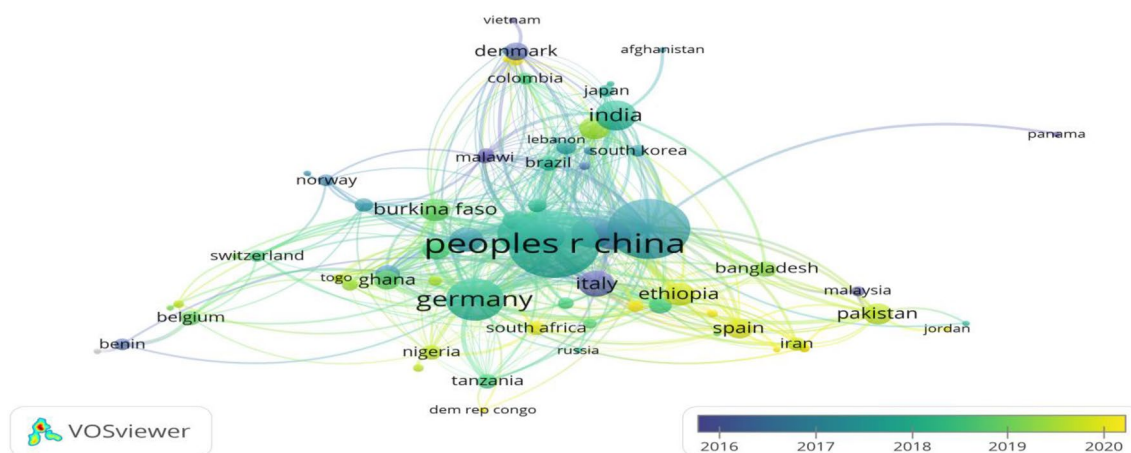 vietnam
denmark
afghanistan
colombia
japan
india
panama
lebanon
south korea
malawi
brazil
norway
burkina faso
peoples r china
switzerland
bangladesh
togo
ghana
italy
malaysia
germany
ethiopia
pakistan
belgium
south africa
spain
jordan
benin
nigeria
russia
iran
tanzania
dem rep congo
VOSviewer
2016 2017 2018 2019 2020